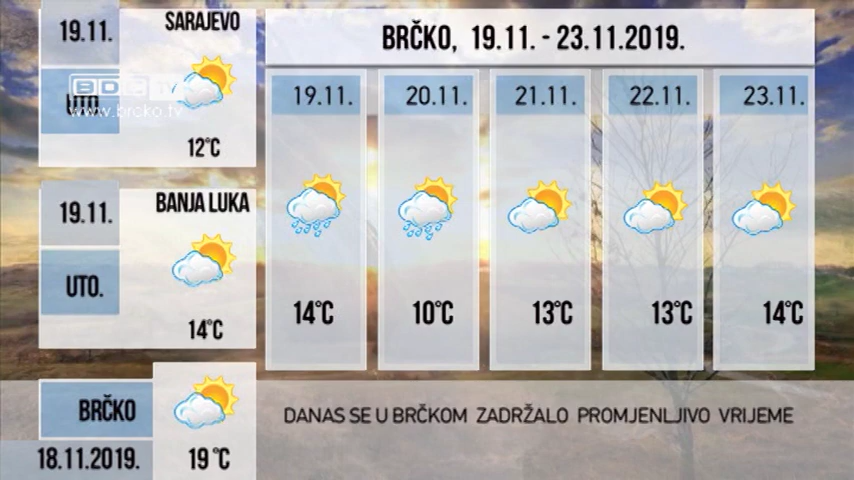 19.11.
SARAJEVO
BDC TV
UTO.
www.brcko.tv
12°C
19.11.
BANJA LUKA
UTO.
14°C
BRČKO
18.11.2019.
19°C
BRČKO, 19.11. - 23.11.2019.
19.11. 20.11. 21.11. 22.11. 23.11.
14°C 10°C 13°C 13°C 14°C
DANAS SE U BRČKOM ZADRŽALO PROMJENLJIVO VRIJEME